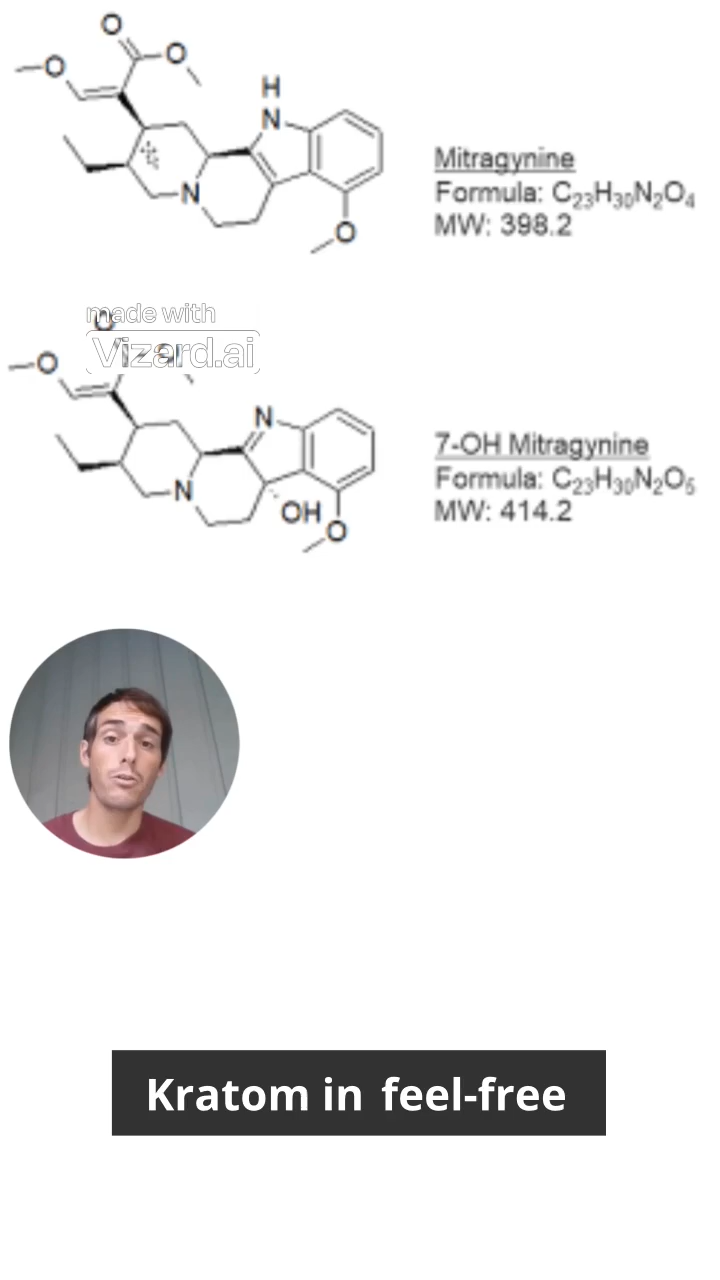 Mitragynine
Formula: C₂₃H₃₀N₂O₄
MW: 398.2
made with
Vizard.ai
7-OH Mitragynine
Formula: C₂₃H₃₀N₂O₅
MW: 414.2
O
O
O
H
N
N
O
O
O
N
N
OH
O
Kratom in feel-free